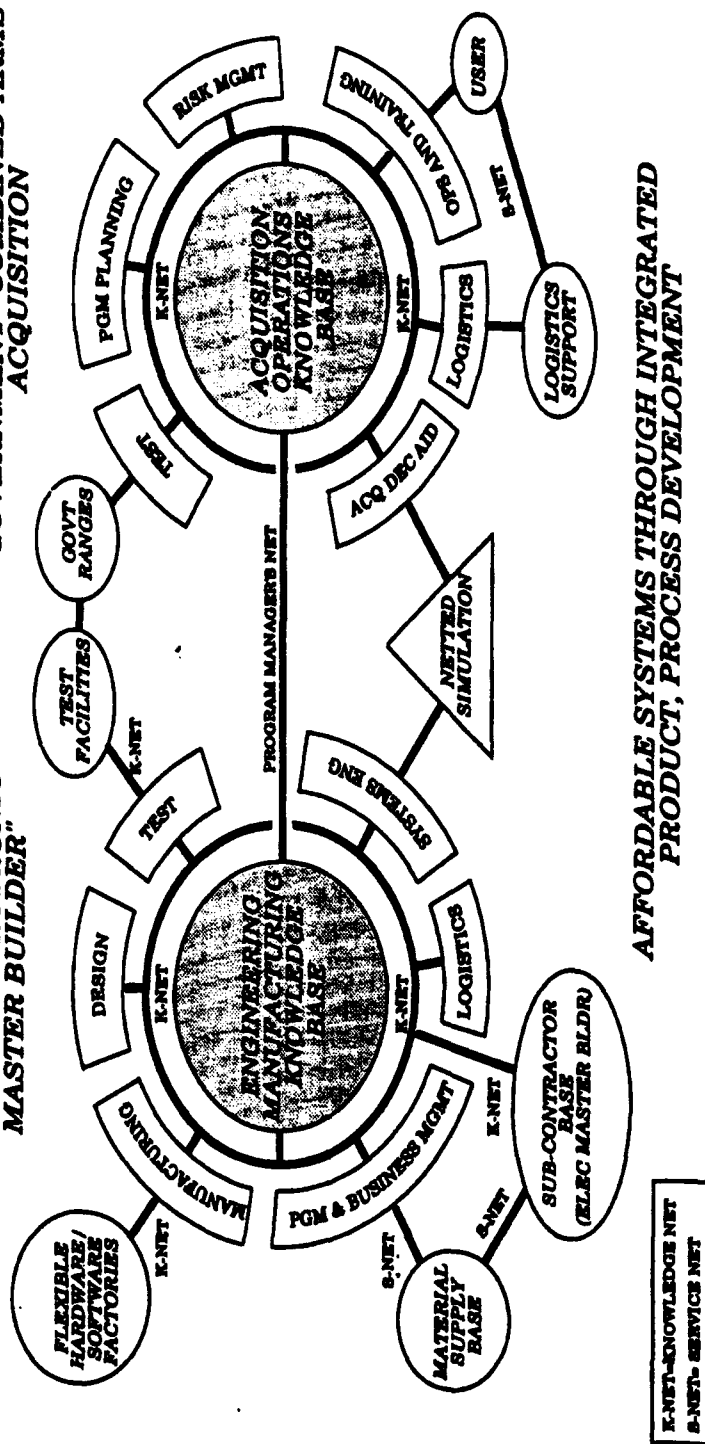 MASTER BUILDER"
ACQUISITION
FLEXIBLE
HARDWARE/
SOFTWARE
FACTORIES
K-NET
MANUFACTURING
DESIGN
TEST
K-NET
TEST
FACILITIES
GOVT
RANGES
TEST
PGM PLANNING
RISK MGMT
K-NET
ENGINEERING
MANUFACTURING
KNOWLEDGE
BASE
K-NET
PROGRAM MANAGER'S NET
K-NET
ACQUISITION,
OPERATIONS
KNOWLEDGE
BASE
K-NET
PGM & BUSINESS MGMT
LOGISTICS
SYSTEMS ENG
NETTED
SIMULATION
ACQ DEC AID
LOGISTICS
OPS AND TRAINING
USER
S-NET
LOGISTICS
SUPPORT
S-NET
MATERIAL
SUPPLY
BASE
S-NET
K-NET
SUB-CONTRACTOR
BASE
(ELEC MASTER BLDR)
AFFORDABLE SYSTEMS THROUGH INTEGRATED
PRODUCT, PROCESS DEVELOPMENT
K-NET=KNOWLEDGE NET
S-NET= SERVICE NET